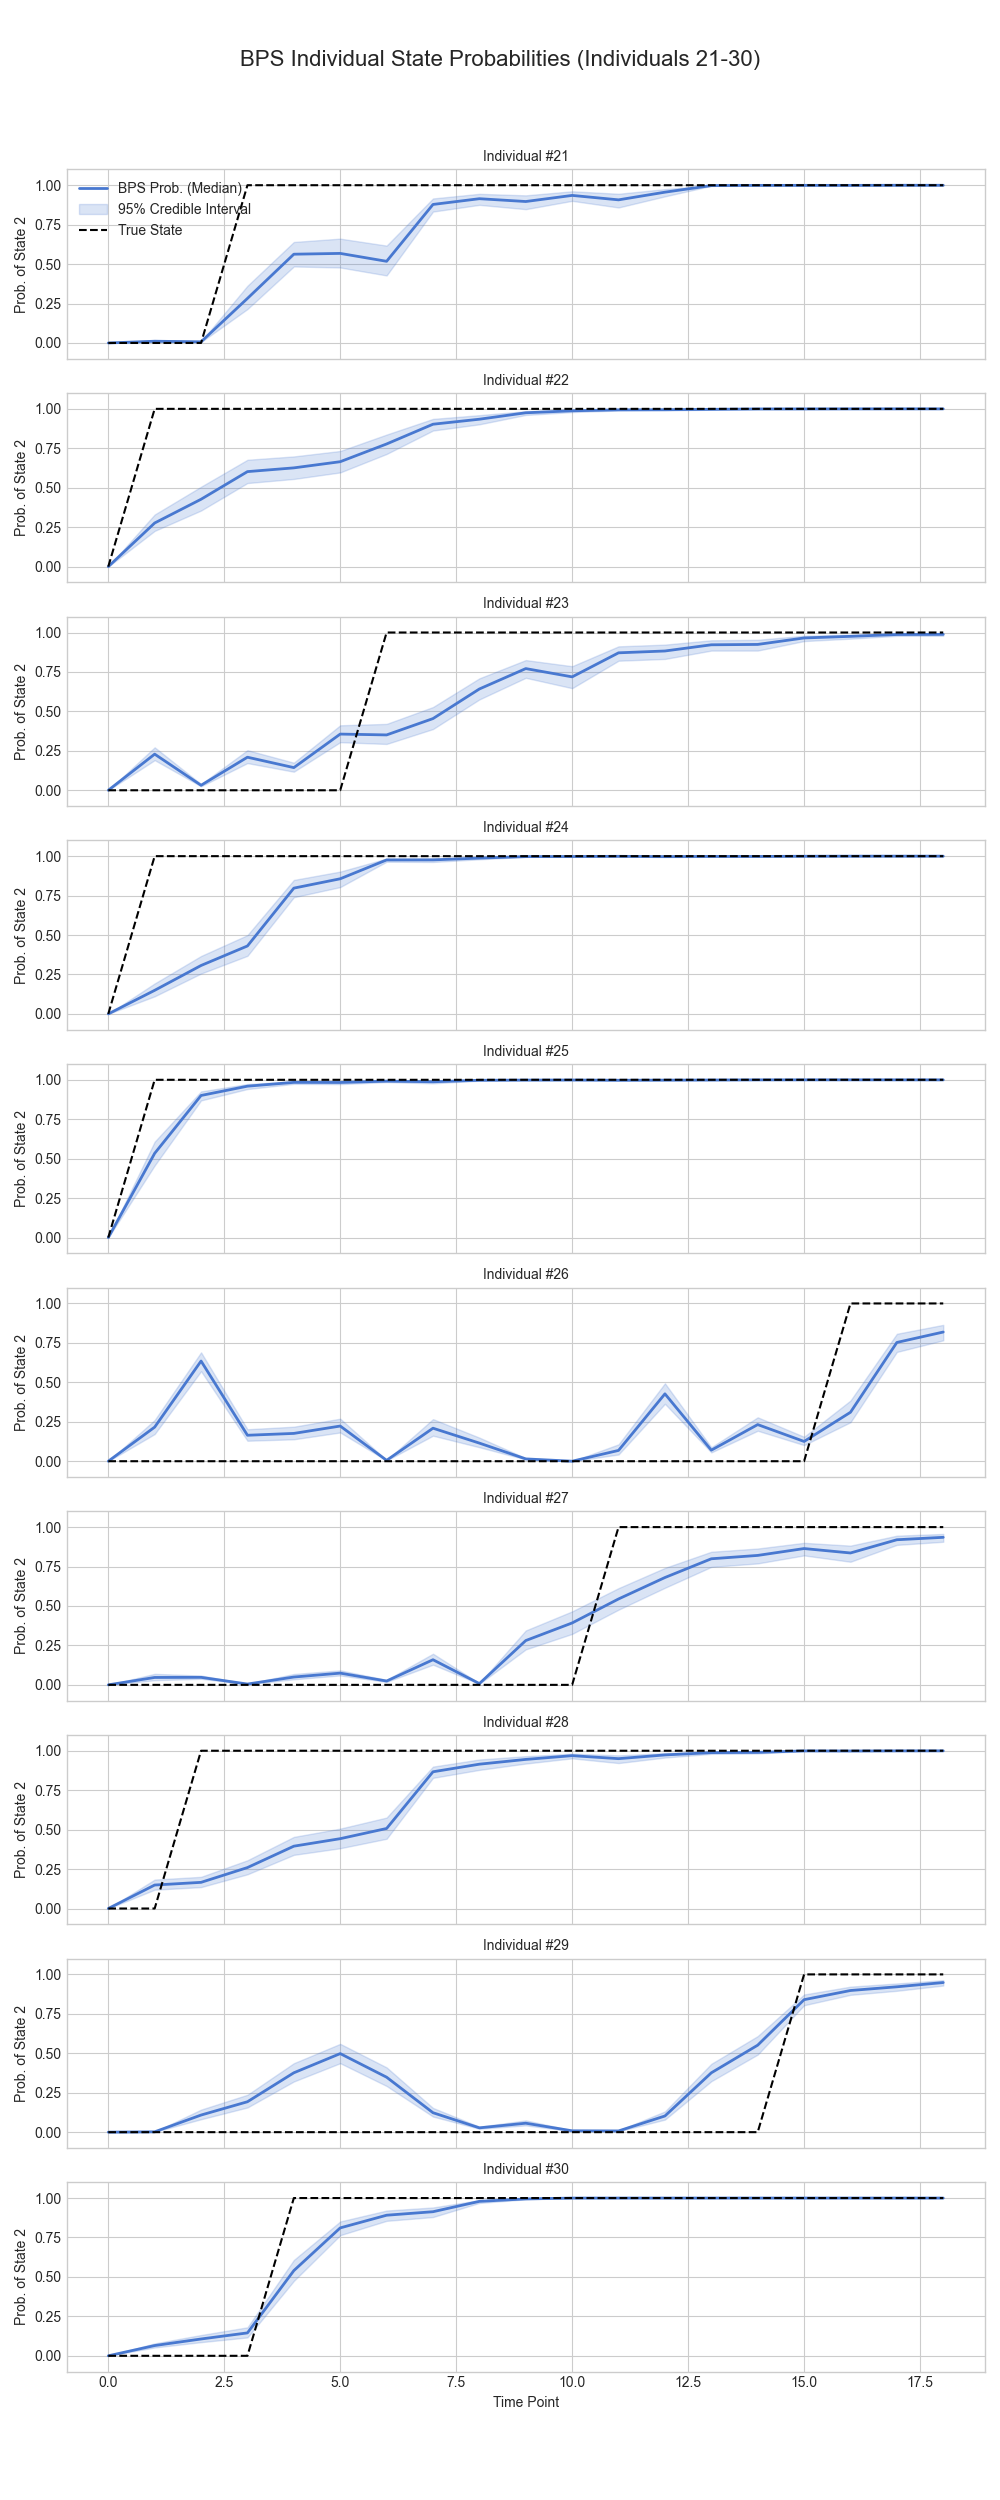 BPS Individual State Probabilities (Individuals 21-30)
Individual #21
BPS Prob. (Median)
95% Credible Interval
True State
1.00
0.75
0.50
0.25
0.00
Prob. of State 2
Individual #22
1.00
0.75
0.50
0.25
0.00
Prob. of State 2
Individual #23
1.00
0.75
0.50
0.25
0.00
Prob. of State 2
Individual #24
1.00
0.75
0.50
0.25
0.00
Prob. of State 2
Individual #25
1.00
0.75
0.50
0.25
0.00
Prob. of State 2
Individual #26
1.00
0.75
0.50
0.25
0.00
Prob. of State 2
Individual #27
1.00
0.75
0.50
0.25
0.00
Prob. of State 2
Individual #28
1.00
0.75
0.50
0.25
0.00
Prob. of State 2
Individual #29
1.00
0.75
0.50
0.25
0.00
Prob. of State 2
Individual #30
1.00
0.75
0.50
0.25
0.00
Prob. of State 2
0.0 2.5 5.0 7.5 10.0 12.5 15.0 17.5
Time Point